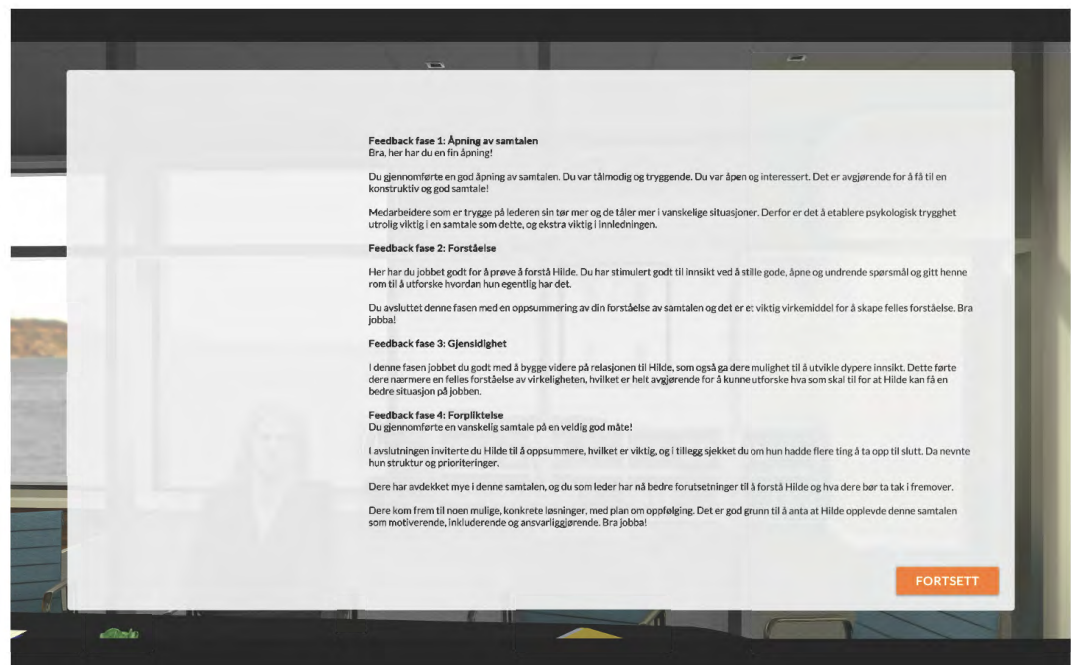 Feedback fase 1: Åpning av samtalen
Bra, her har du en fin åpning!
Du gjennomførte en god åpning av samtalen. Du var tålmodig og tryggende. Du var åpen og interessert. Det er avgjørende for å få til en
konstruktiv og god samtale!
Medarbeidere som er trygge på lederen sin tør mer og de tåler mer i vanskelige situasjoner. Derfor er det å etablere psykologisk trygghet
utrolig viktig i en samtale som dette, og ekstra viktig i innledningen.
Feedback fase 2: Forståelse
Her har du jobbet godt for å prøve å forstå Hilde. Du har stimulert godt til innsikt ved å stille gode, åpne og undrende spørsmål og gitt henne
rom til å utforske hvordan hun egentlig har det.
Du avsluttet denne fasen med en oppsummering av din forståelse av samtalen og det er et viktig virkemiddel for å skape felles forståelse. Bra
jobba!
Feedback fase 3: Gjensidighet
I denne fasen jobbet du godt med å bygge videre på relasjonen til Hilde, som også ga dere mulighet til å utvikle dypere innsikt. Dette førte
dere nærmere en felles forståelse av virkeligheten, hvilket er helt avgjørende for å kunne utforske hva som skal til for at Hilde kan få en
bedre situasjon på jobben.
Feedback fase 4: Forpliktelse
Du gjennomførte en vanskelig samtale på en veldig god måte!
I avslutningen inviterte du Hilde til å oppsummere, hvilket er viktig, og i tillegg sjekket du om hun hadde flere ting å ta opp til slutt. Da nevnte
hun struktur og prioriteringer.
Dere har avdekket mye i denne samtalen, og du som leder har nå bedre forutsetninger til å forstå Hilde og hva dere bør ta tak i fremover.
Dere kom frem til noen mulige, konkrete løsninger, med plan om oppfølging. Det er god grunn til å anta at Hilde opplevde denne samtalen
som motiverende, inkluderende og ansvarliggjørende. Bra jobba!
FORTSETT